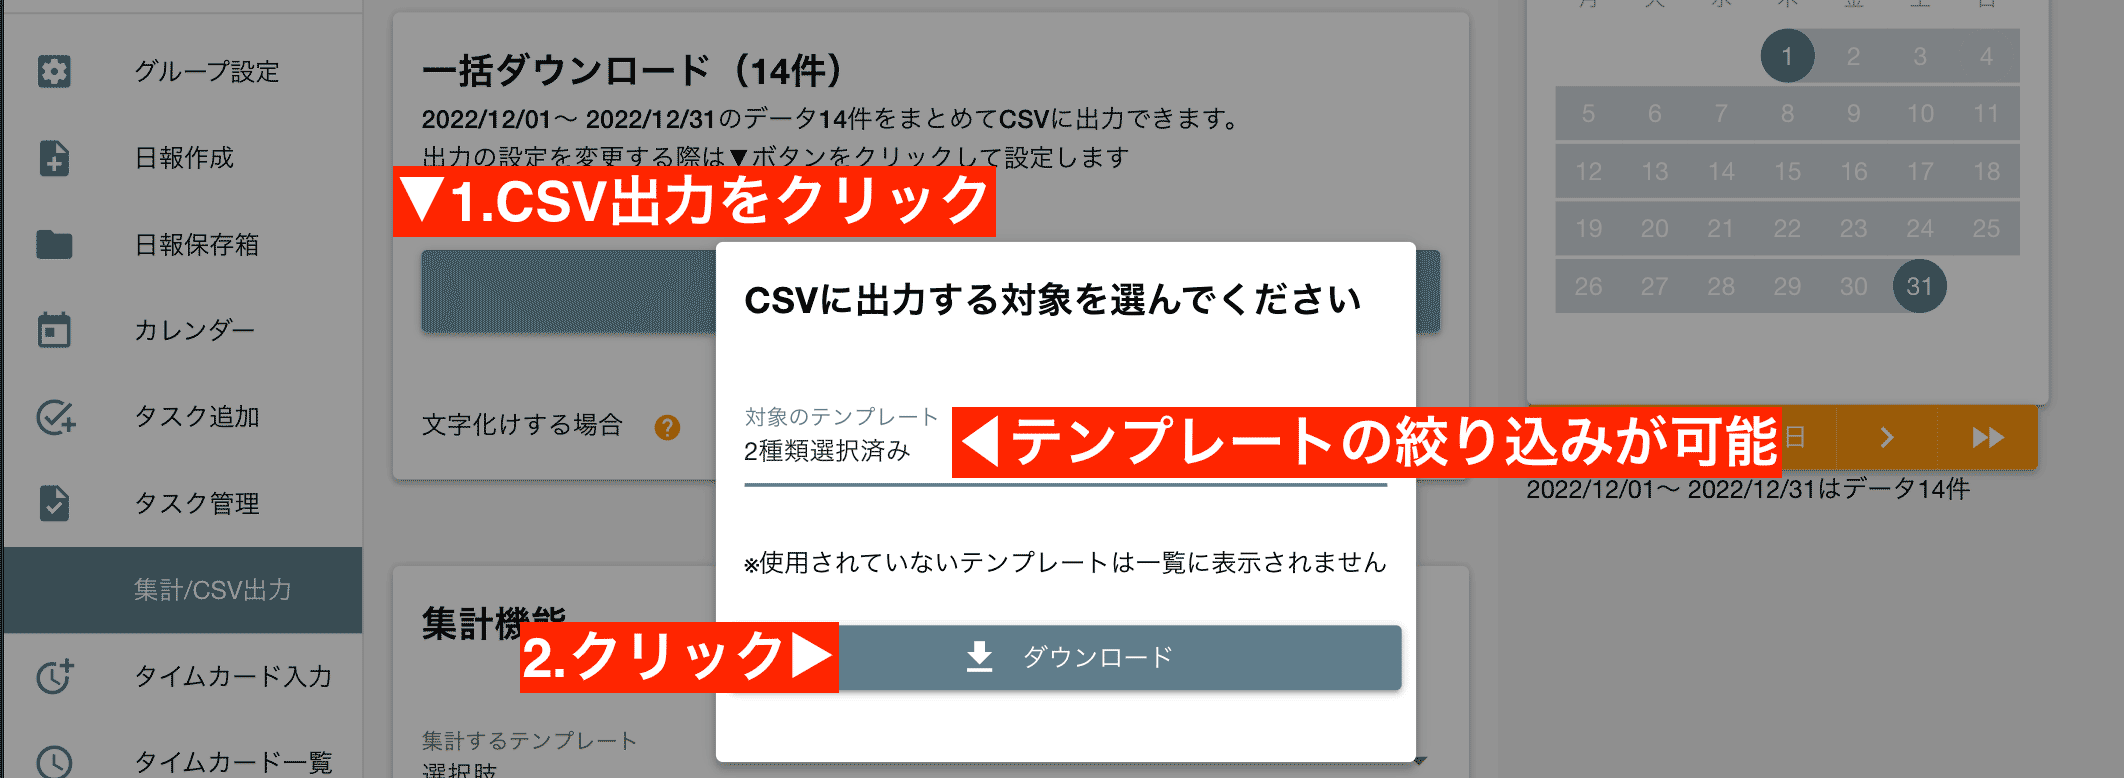 グループ設定
日報作成
日報保存箱
カレンダー
タスク追加
タスク管理
集計/CSV出力
タイムカード入力
タイムカード一覧
一括ダウンロード（14件）
2022/12/01〜 2022/12/31のデータ14件をまとめてCSVに出力できます。
出力の設定を変更する際は▼ボタンをクリックして設定します
▼1.CSV出力をクリック
文字化けする場合 ?
CSVに出力する対象を選んでください
対象のテンプレート
2種類選択済み
◀テンプレートの絞り込みが可能
※使用されていないテンプレートは一覧に表示されません
2.クリック▶
ダウンロード
集計機能
集計するテンプレート
選択肢
月 火 水 木 金 土 日
1 2 3 4
5 6 7 8 9 10 11
12 13 14 15 16 17 18
19 20 21 22 23 24 25
26 27 28 29 30 31
日
2022/12/01〜 2022/12/31はデータ14件